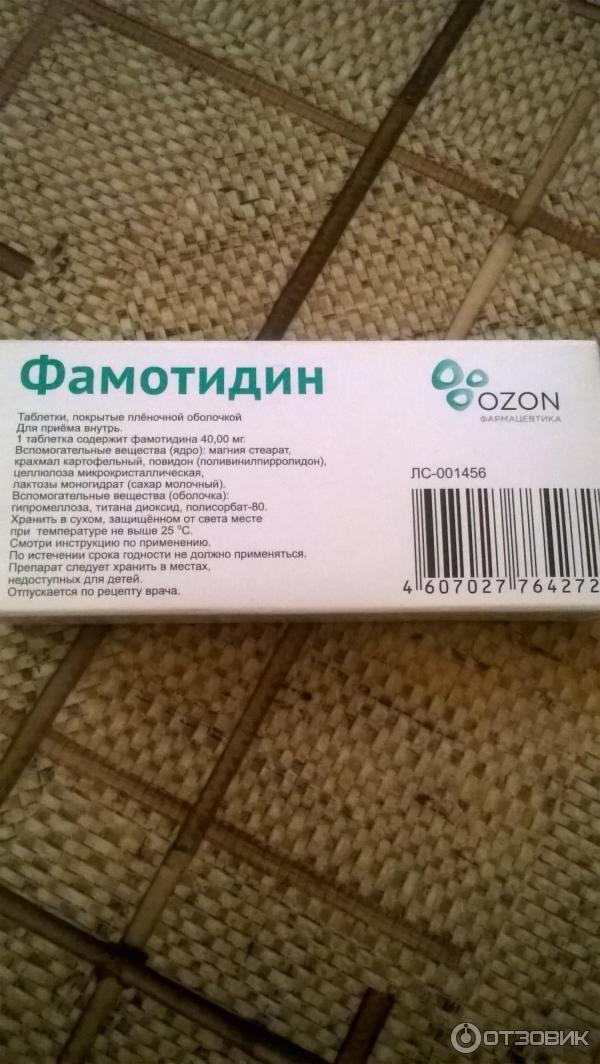 Фамотидин
Таблетки, покрытые плёночной оболочкой
Для приёма внутрь.
1 таблетка содержит фамотидина 40,00 мг.
Вспомогательные вещества (ядро): магния стеарат,
крахмал картофельный, повидон (поливинилпирролидон),
целлюлоза микрокристаллическая,
лактозы моногидрат (сахар молочный).
Вспомогательные вещества (оболочка):
гипромеллоза, титана диоксид, полисорбат-80.
Хранить в сухом, защищённом от света месте
при температуре не выше 25 °C.
Смотри инструкцию по применению.
По истечении срока годности не должно применяться.
Препарат следует хранить в местах,
недоступных для детей.
Отпускается по рецепту врача.
OZON
ФАРМАЦЕВТИКА
ЛС-001456
4 607027 764272
ОТЗОВИК